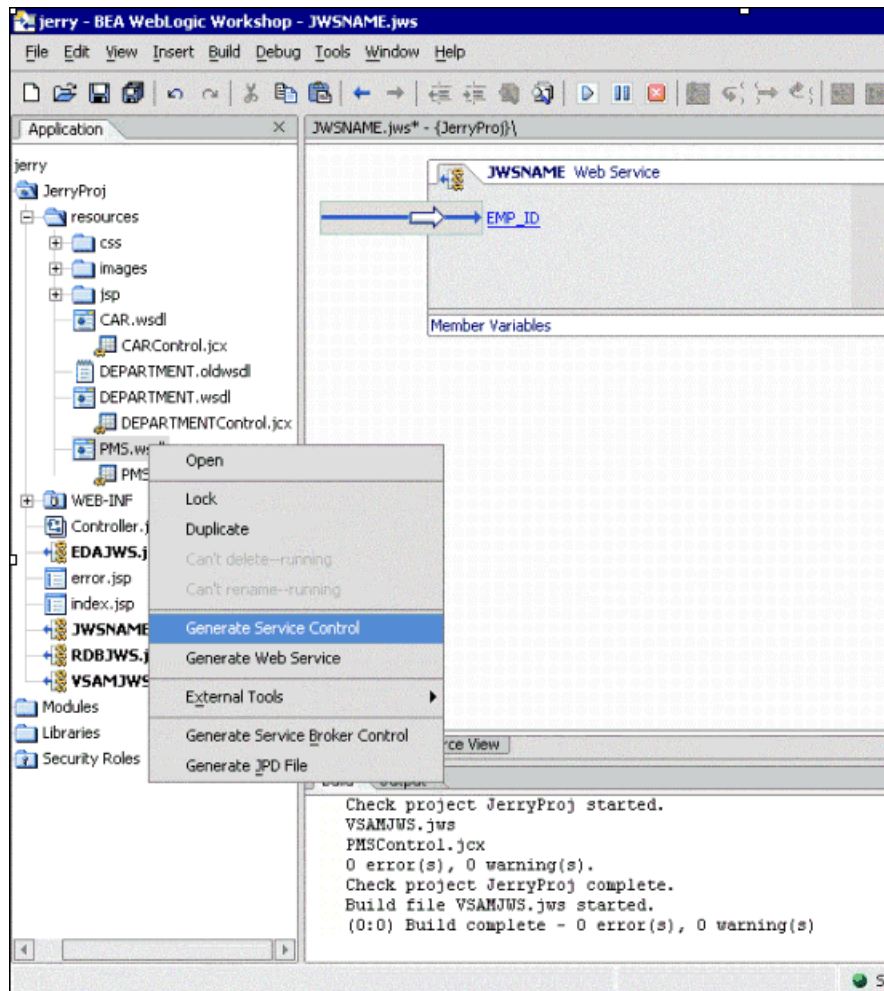 jerry - BEA WebLogic Workshop - JWSNAME.jws
File Edit View Insert Build Debug Tools Window Help
Application
JWSNAME.jws* - {JerryProj}\
jerry
JerryProj
resources
css
images
jsp
CAR.wsdl
CARControl.jcx
DEPARTMENT.oldwsdl
DEPARTMENT.wsdl
DEPARTMENTControl.jcx
PMS.ws
PMS
WEB-INF
Controller.j
EDAJWS.j
error.jsp
index.jsp
JWSNAME
RDBJWS.j
VSAMJWS
Modules
Libraries
Security Roles
Open
Lock
Duplicate
Can't delete--running
Can't rename--running
Generate Service Control
Generate Web Service
External Tools
Generate Service Broker Control
Generate JPD File
JWSNAME Web Service
EMP_ID
Member Variables
rce View
Build Output
Check project JerryProj started.
VSAMJWS.jws
PMSControl.jcx
0 error(s), 0 warning(s).
Check project JerryProj complete.
Build file VSAMJWS.jws started.
(0:0) Build complete - 0 error(s), 0 warning(s)
S